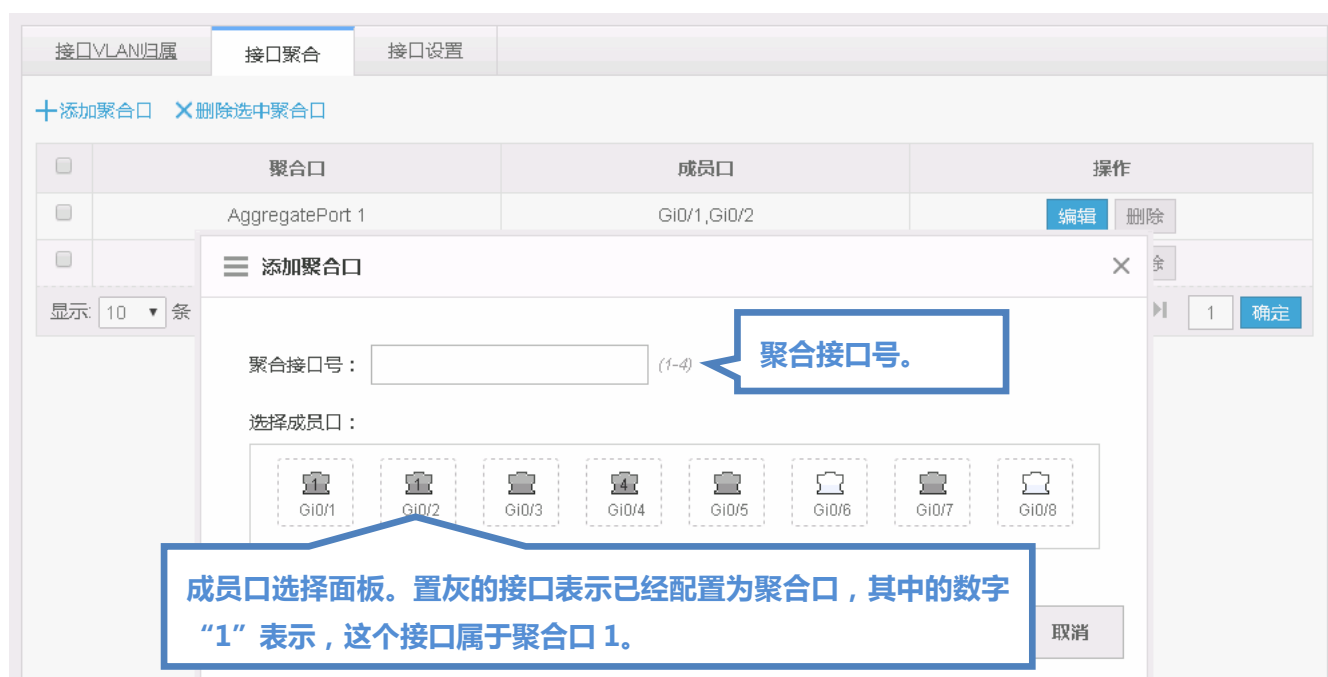 接口VLAN归属 接口聚合 接口设置
添加聚合口 删除选中聚合口
聚合口 成员口 操作
AggregatePort 1 Gi0/1,Gi0/2 编辑 删除
添加聚合口
显示: 10 条 1 确定
聚合接口号： (1-4) 聚合接口号。
选择成员口：
1 1 4
Gi0/1 Gi0/2 Gi0/3 Gi0/4 Gi0/5 Gi0/6 Gi0/7 Gi0/8
成员口选择面板。置灰的接口表示已经配置为聚合口，其中的数字
“1”表示，这个接口属于聚合口 1。
取消